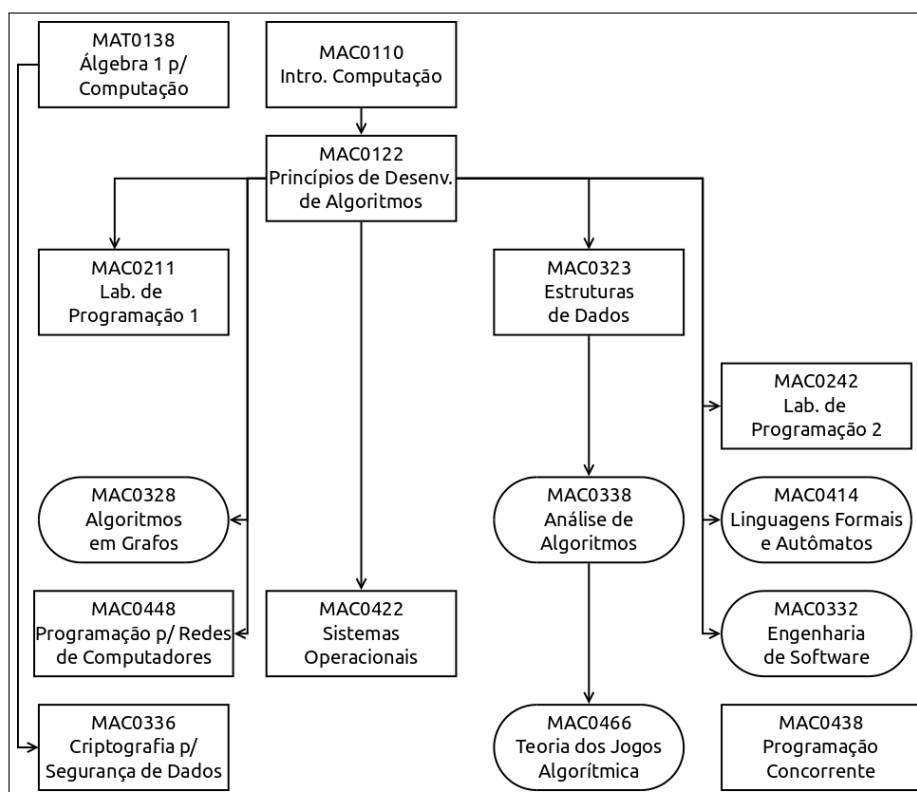 MAT0138
Álgebra 1 p/
Computação
MAC0110
Intro. Computação
MAC0122
Princípios de Desenv.
de Algoritmos
MAC0211
Lab. de
Programação 1
MAC0323
Estruturas
de Dados
MAC0242
Lab. de
Programação 2
MAC0328
Algoritmos
em Grafos
MAC0338
Análise de
Algoritmos
MAC0414
Linguagens Formais
e Autômatos
MAC0448
Programação p/ Redes
de Computadores
MAC0422
Sistemas
Operacionais
MAC0332
Engenharia
de Software
MAC0336
Criptografia p/
Segurança de Dados
MAC0466
Teoria dos Jogos
Algorítmica
MAC0438
Programação
Concorrente